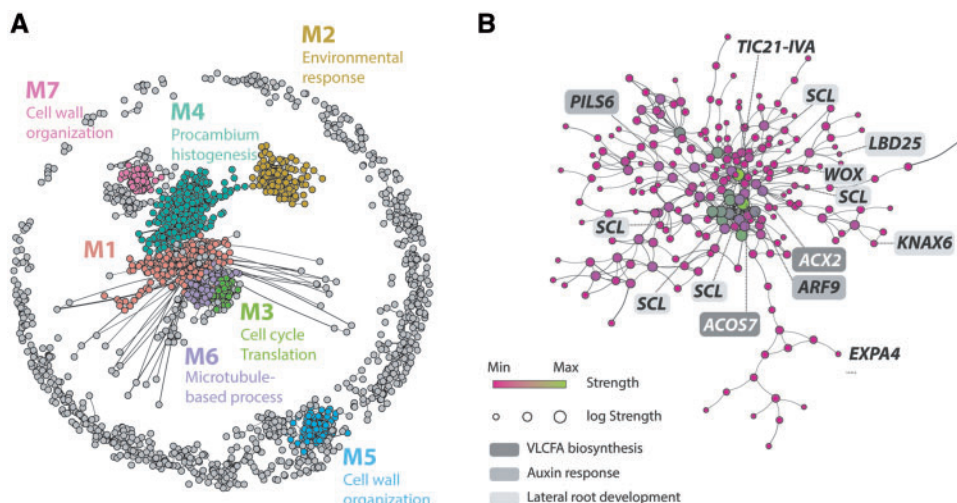 A
M2
Environmental
response
M7
Cell wall
organization
M4
Procambium
histogenesis
M1
M3
Cell cycle
Translation
M6
Microtubule-
based process
M5
Cell wall
organization
B
TIC21-IVA
PILS6
SCL
LBD25
WOX
SCL
SCL
KNAX6
ACX2
ARF9
SCL
SCL
ACOS7
EXPA4
Min Max
Strength
log Strength
VLCFA biosynthesis
Auxin response
Lateral root development